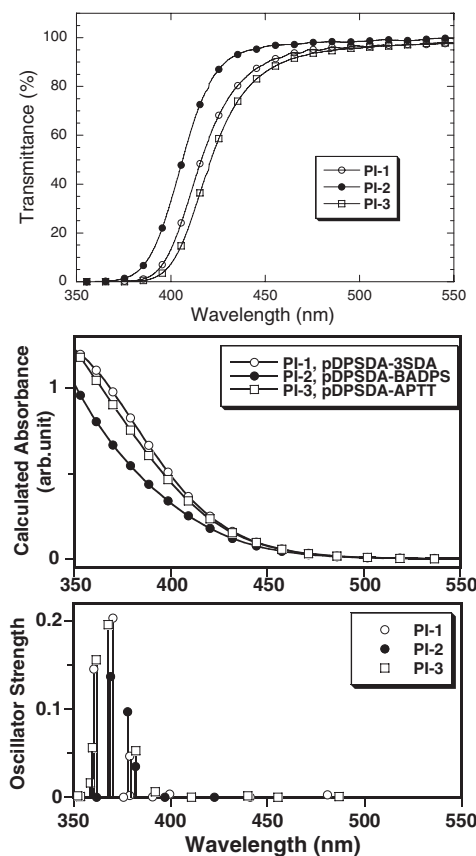 Transmittance (%)
100
80
60
40
20
0
PI-1
PI-2
PI-3
350 400 450 500 550
Wavelength (nm)
Calculated Absorbance
(arb.unit)
1
0
PI-1, pDPSDA-3SDA
PI-2, pDPSDA-BADPS
PI-3, pDPSDA-APTT
350 400 450 500 550
Oscillator Strength
0.2
0.1
0
PI-1
PI-2
PI-3
350 400 450 500 550
Wavelength (nm)